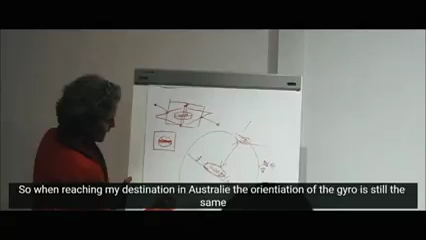 So when reaching my destination in Australie the orientiation of the gyro is still the
same